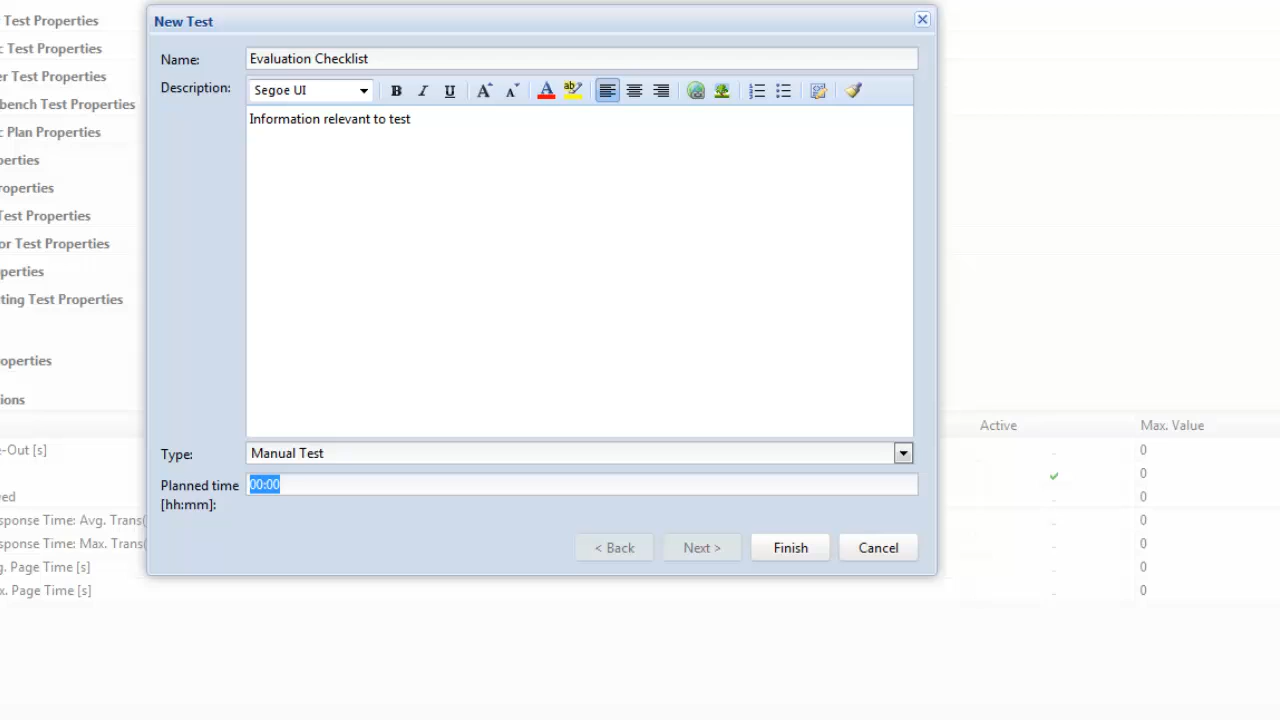 Test Properties
c Test Properties
er Test Properties
bench Test Properties
c Plan Properties
perties
roperties
Test Properties
or Test Properties
perties
ting Test Properties
operties
ions
New Test
Name:
Evaluation Checklist
Description:
Segoe UI
B I U A A A ab
Information relevant to test
Type:
Manual Test
Planned time
[hh:mm]:
00:00
< Back
Next >
Finish
Cancel
Active Max. Value
e-Out [s] - 0
0
ed - 0
sponse Time: Avg. Trans( - 0
sponse Time: Max. Trans( - 0
g. Page Time [s] - 0
x. Page Time [s] - 0